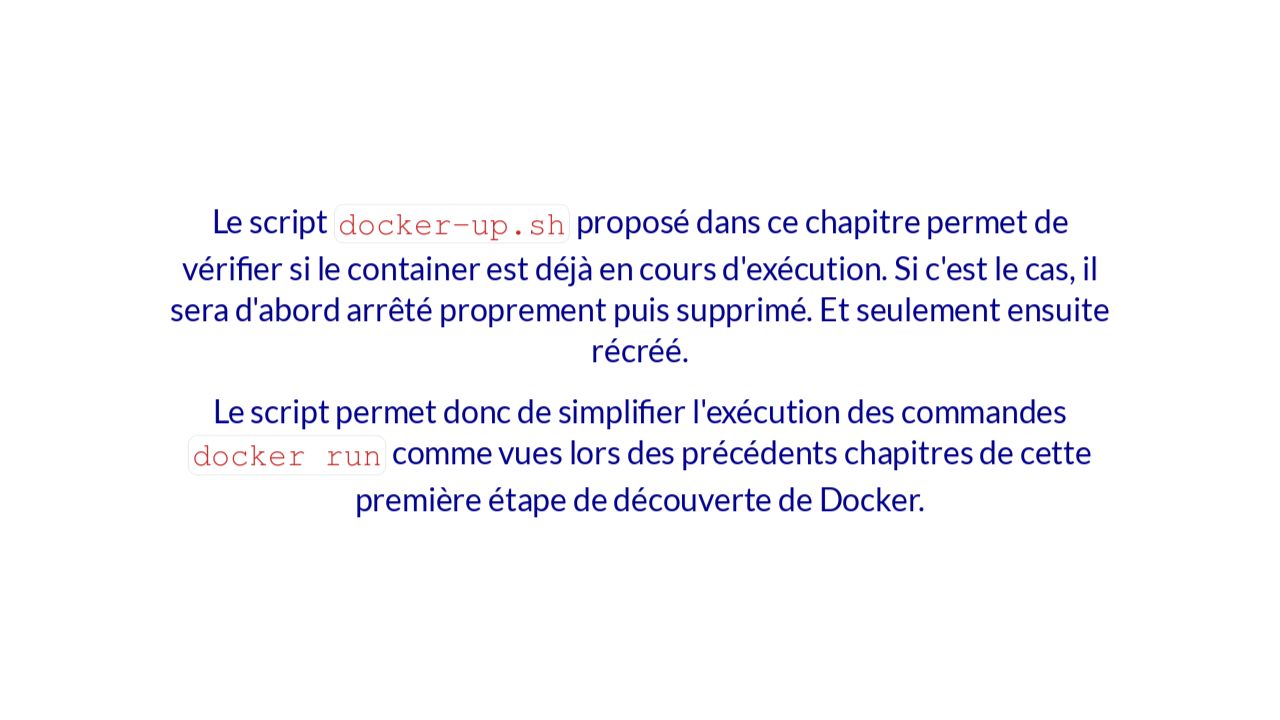 Le script docker-up.sh proposé dans ce chapitre permet de
vérifier si le container est déjà en cours d'exécution. Si c'est le cas, il
sera d'abord arrêté proprement puis supprimé. Et seulement ensuite
récréé.
Le script permet donc de simplifier l'exécution des commandes
docker run comme vues lors des précédents chapitres de cette
première étape de découverte de Docker.